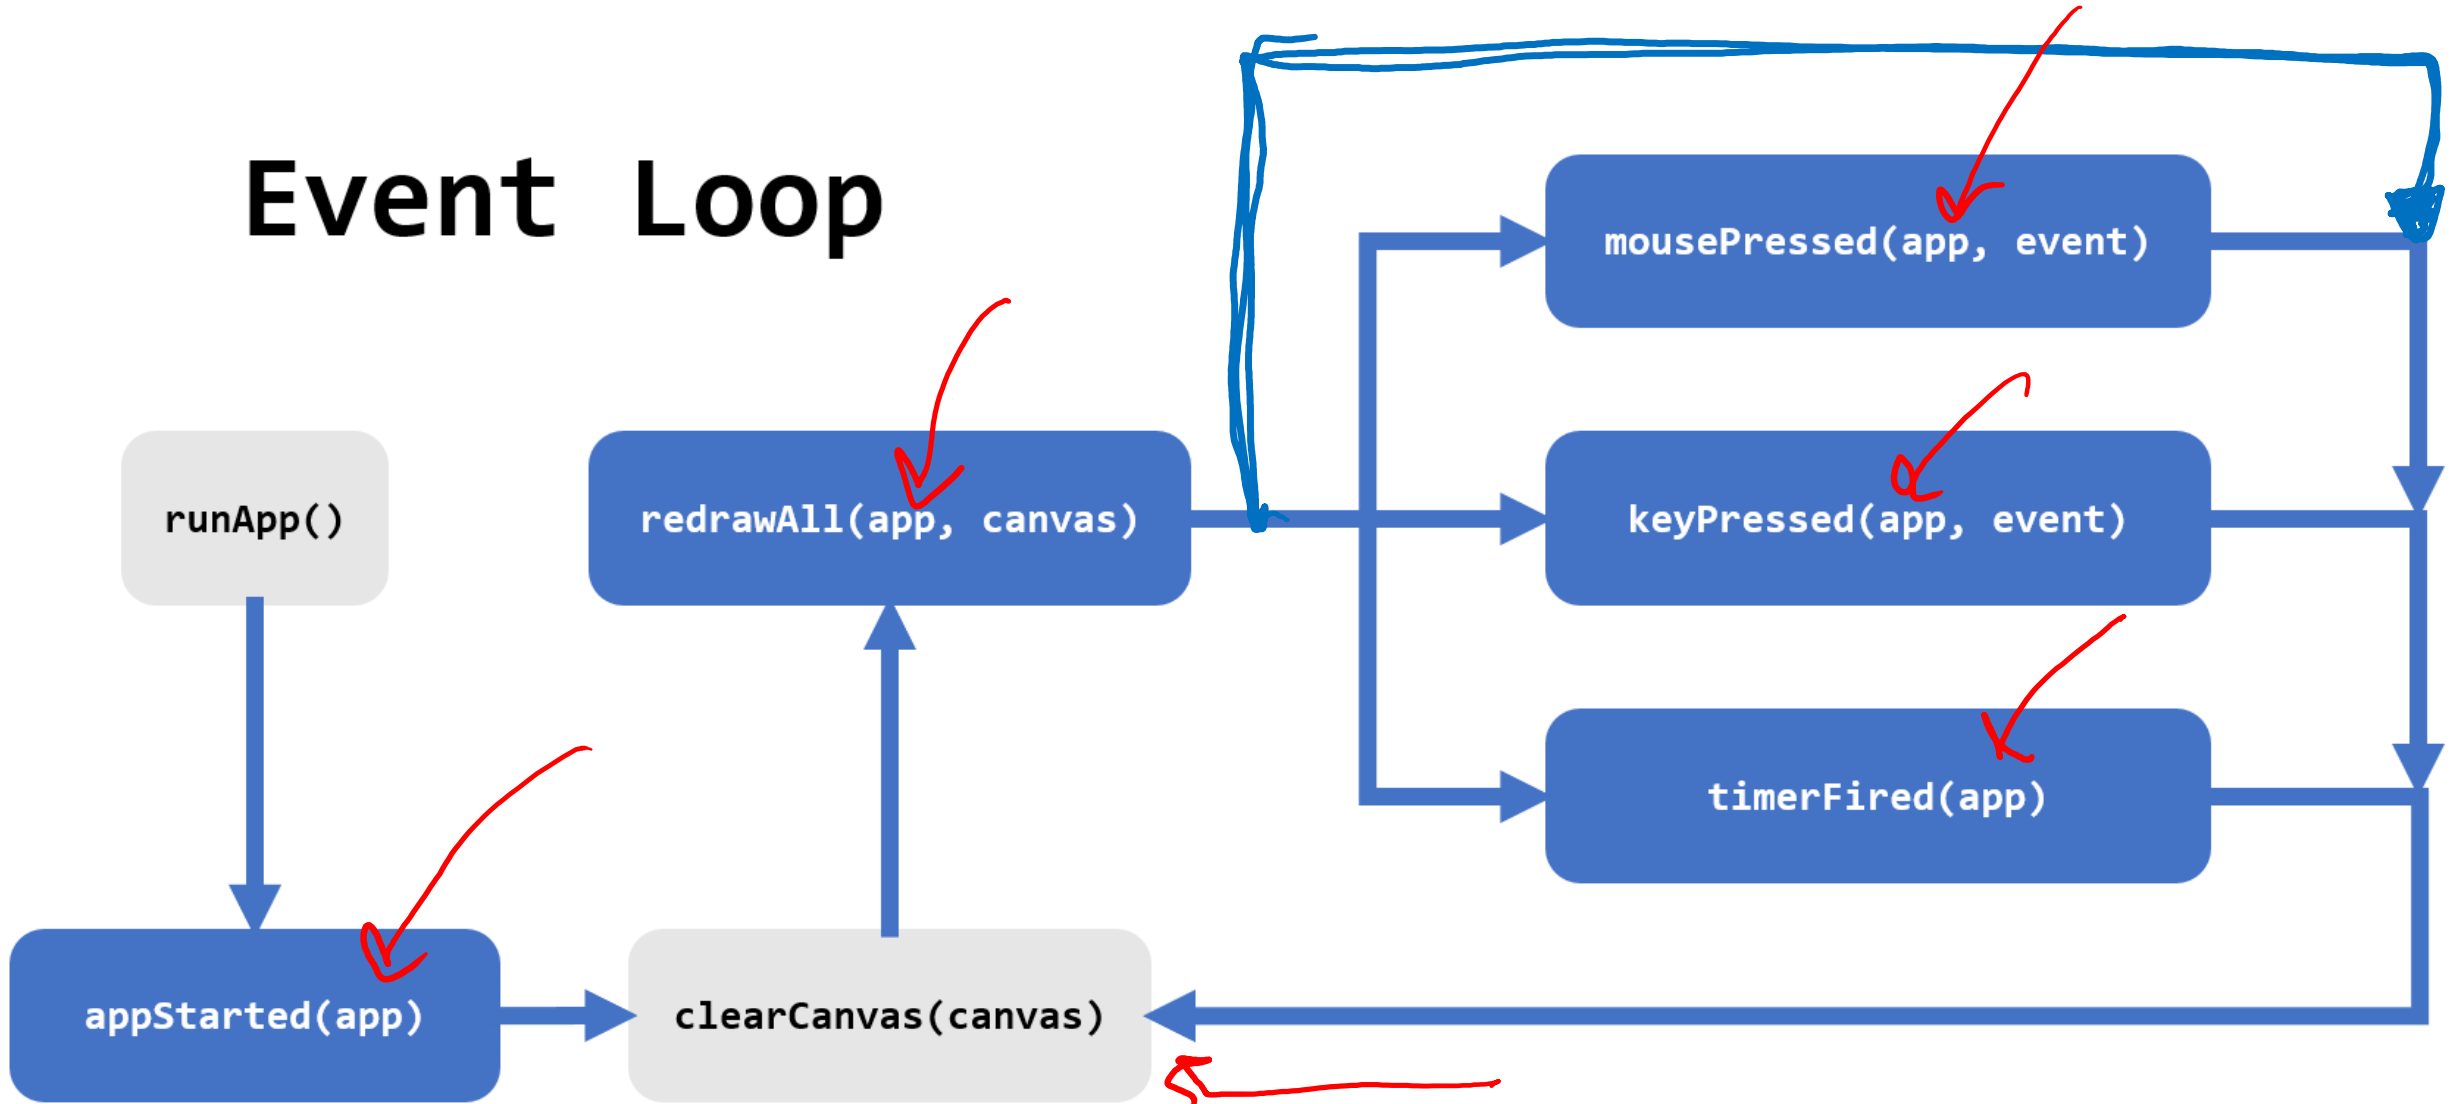 Event Loop
mousePressed(app, event)
runApp()
redrawAll(app, canvas)
keyPressed(app, event)
timerFired(app)
appStarted(app)
clearCanvas(canvas)